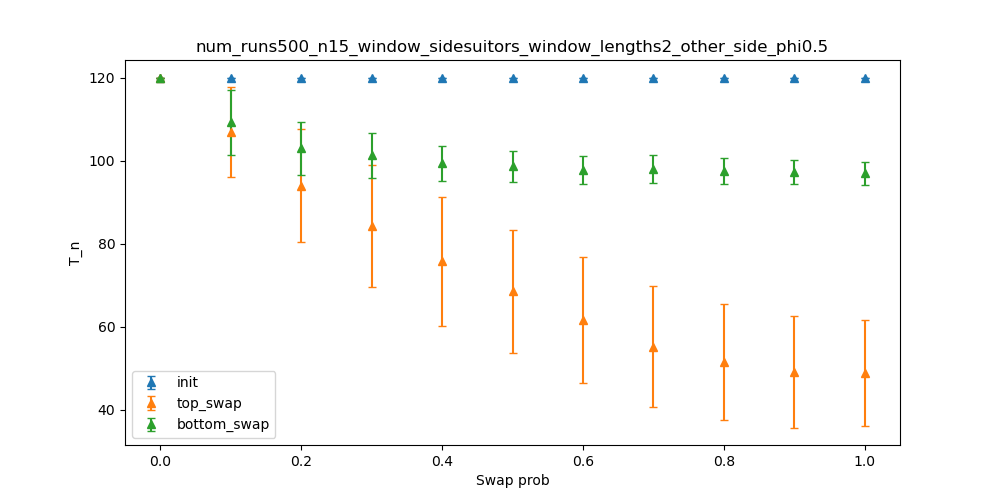 num_runs500_n15_window_sidesuitors_window_lengths2_other_side_phi0.5
120
100
80
60
40
T_n
init
top_swap
bottom_swap
0.0 0.2 0.4 0.6 0.8 1.0
Swap prob